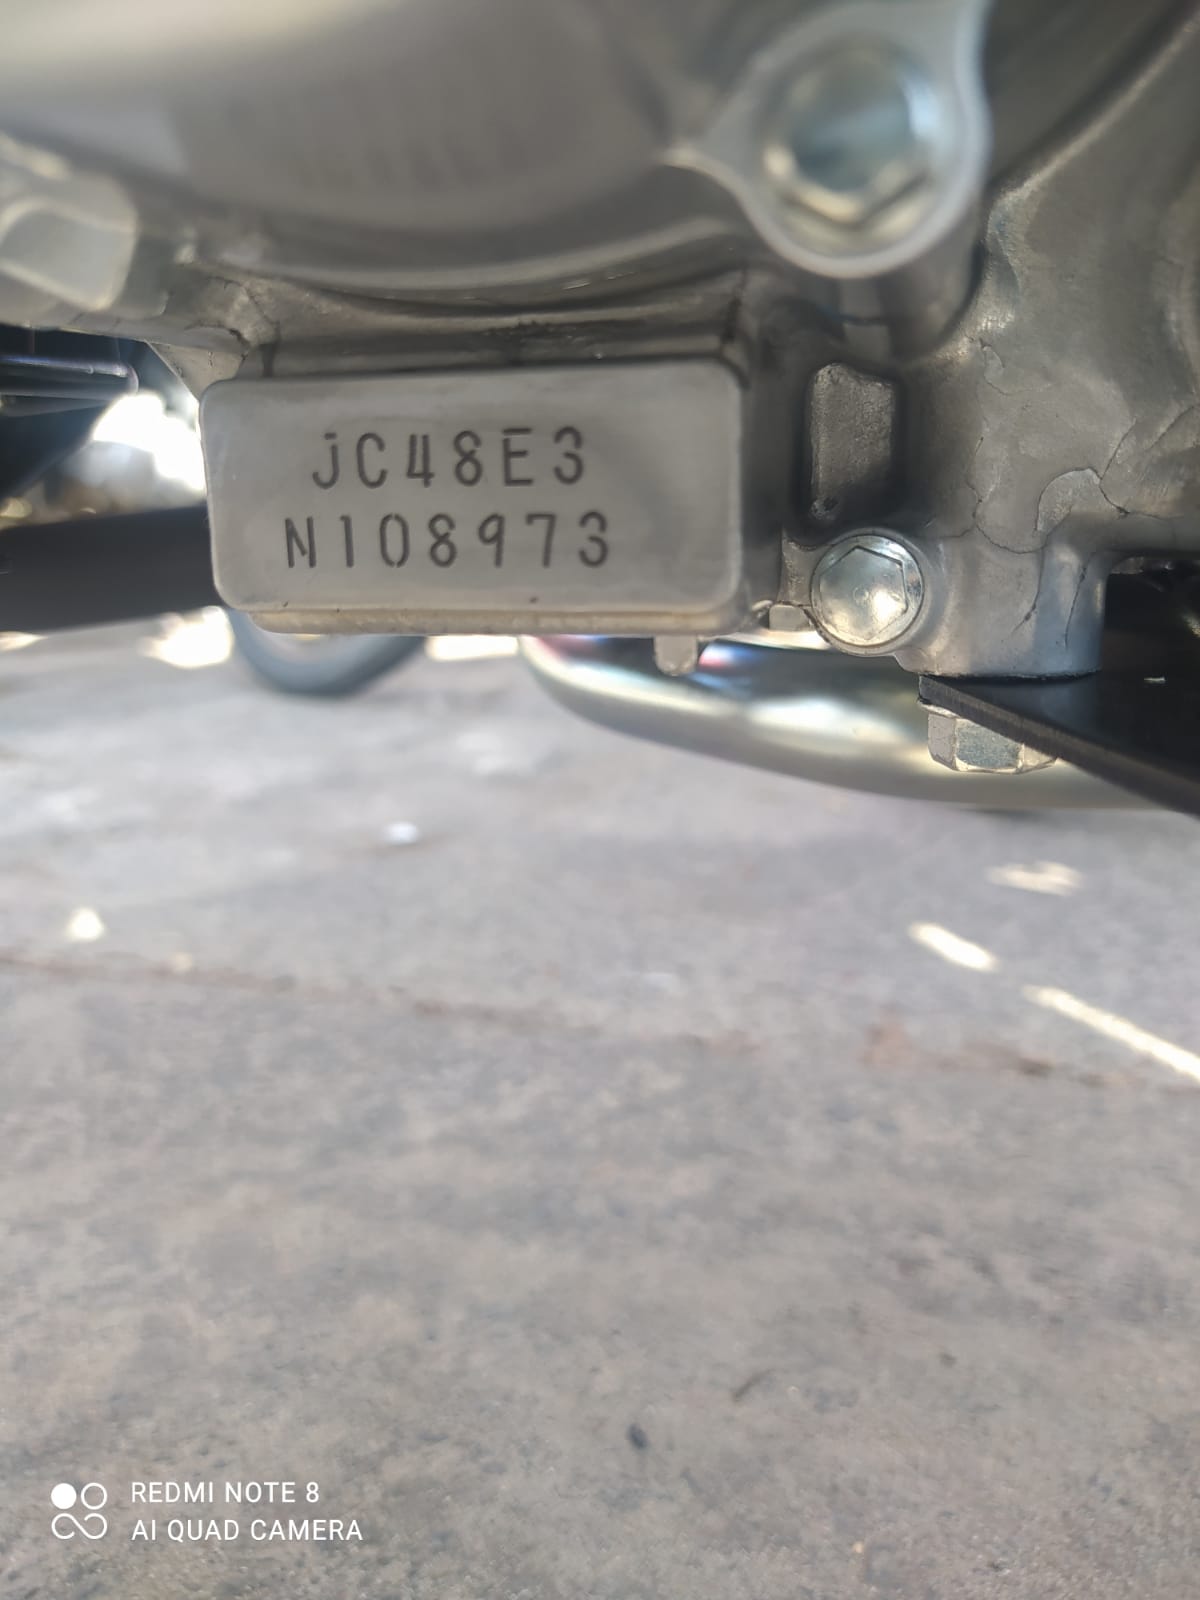 JC48E3
N108973
REDMI NOTE 8
AI QUAD CAMERA